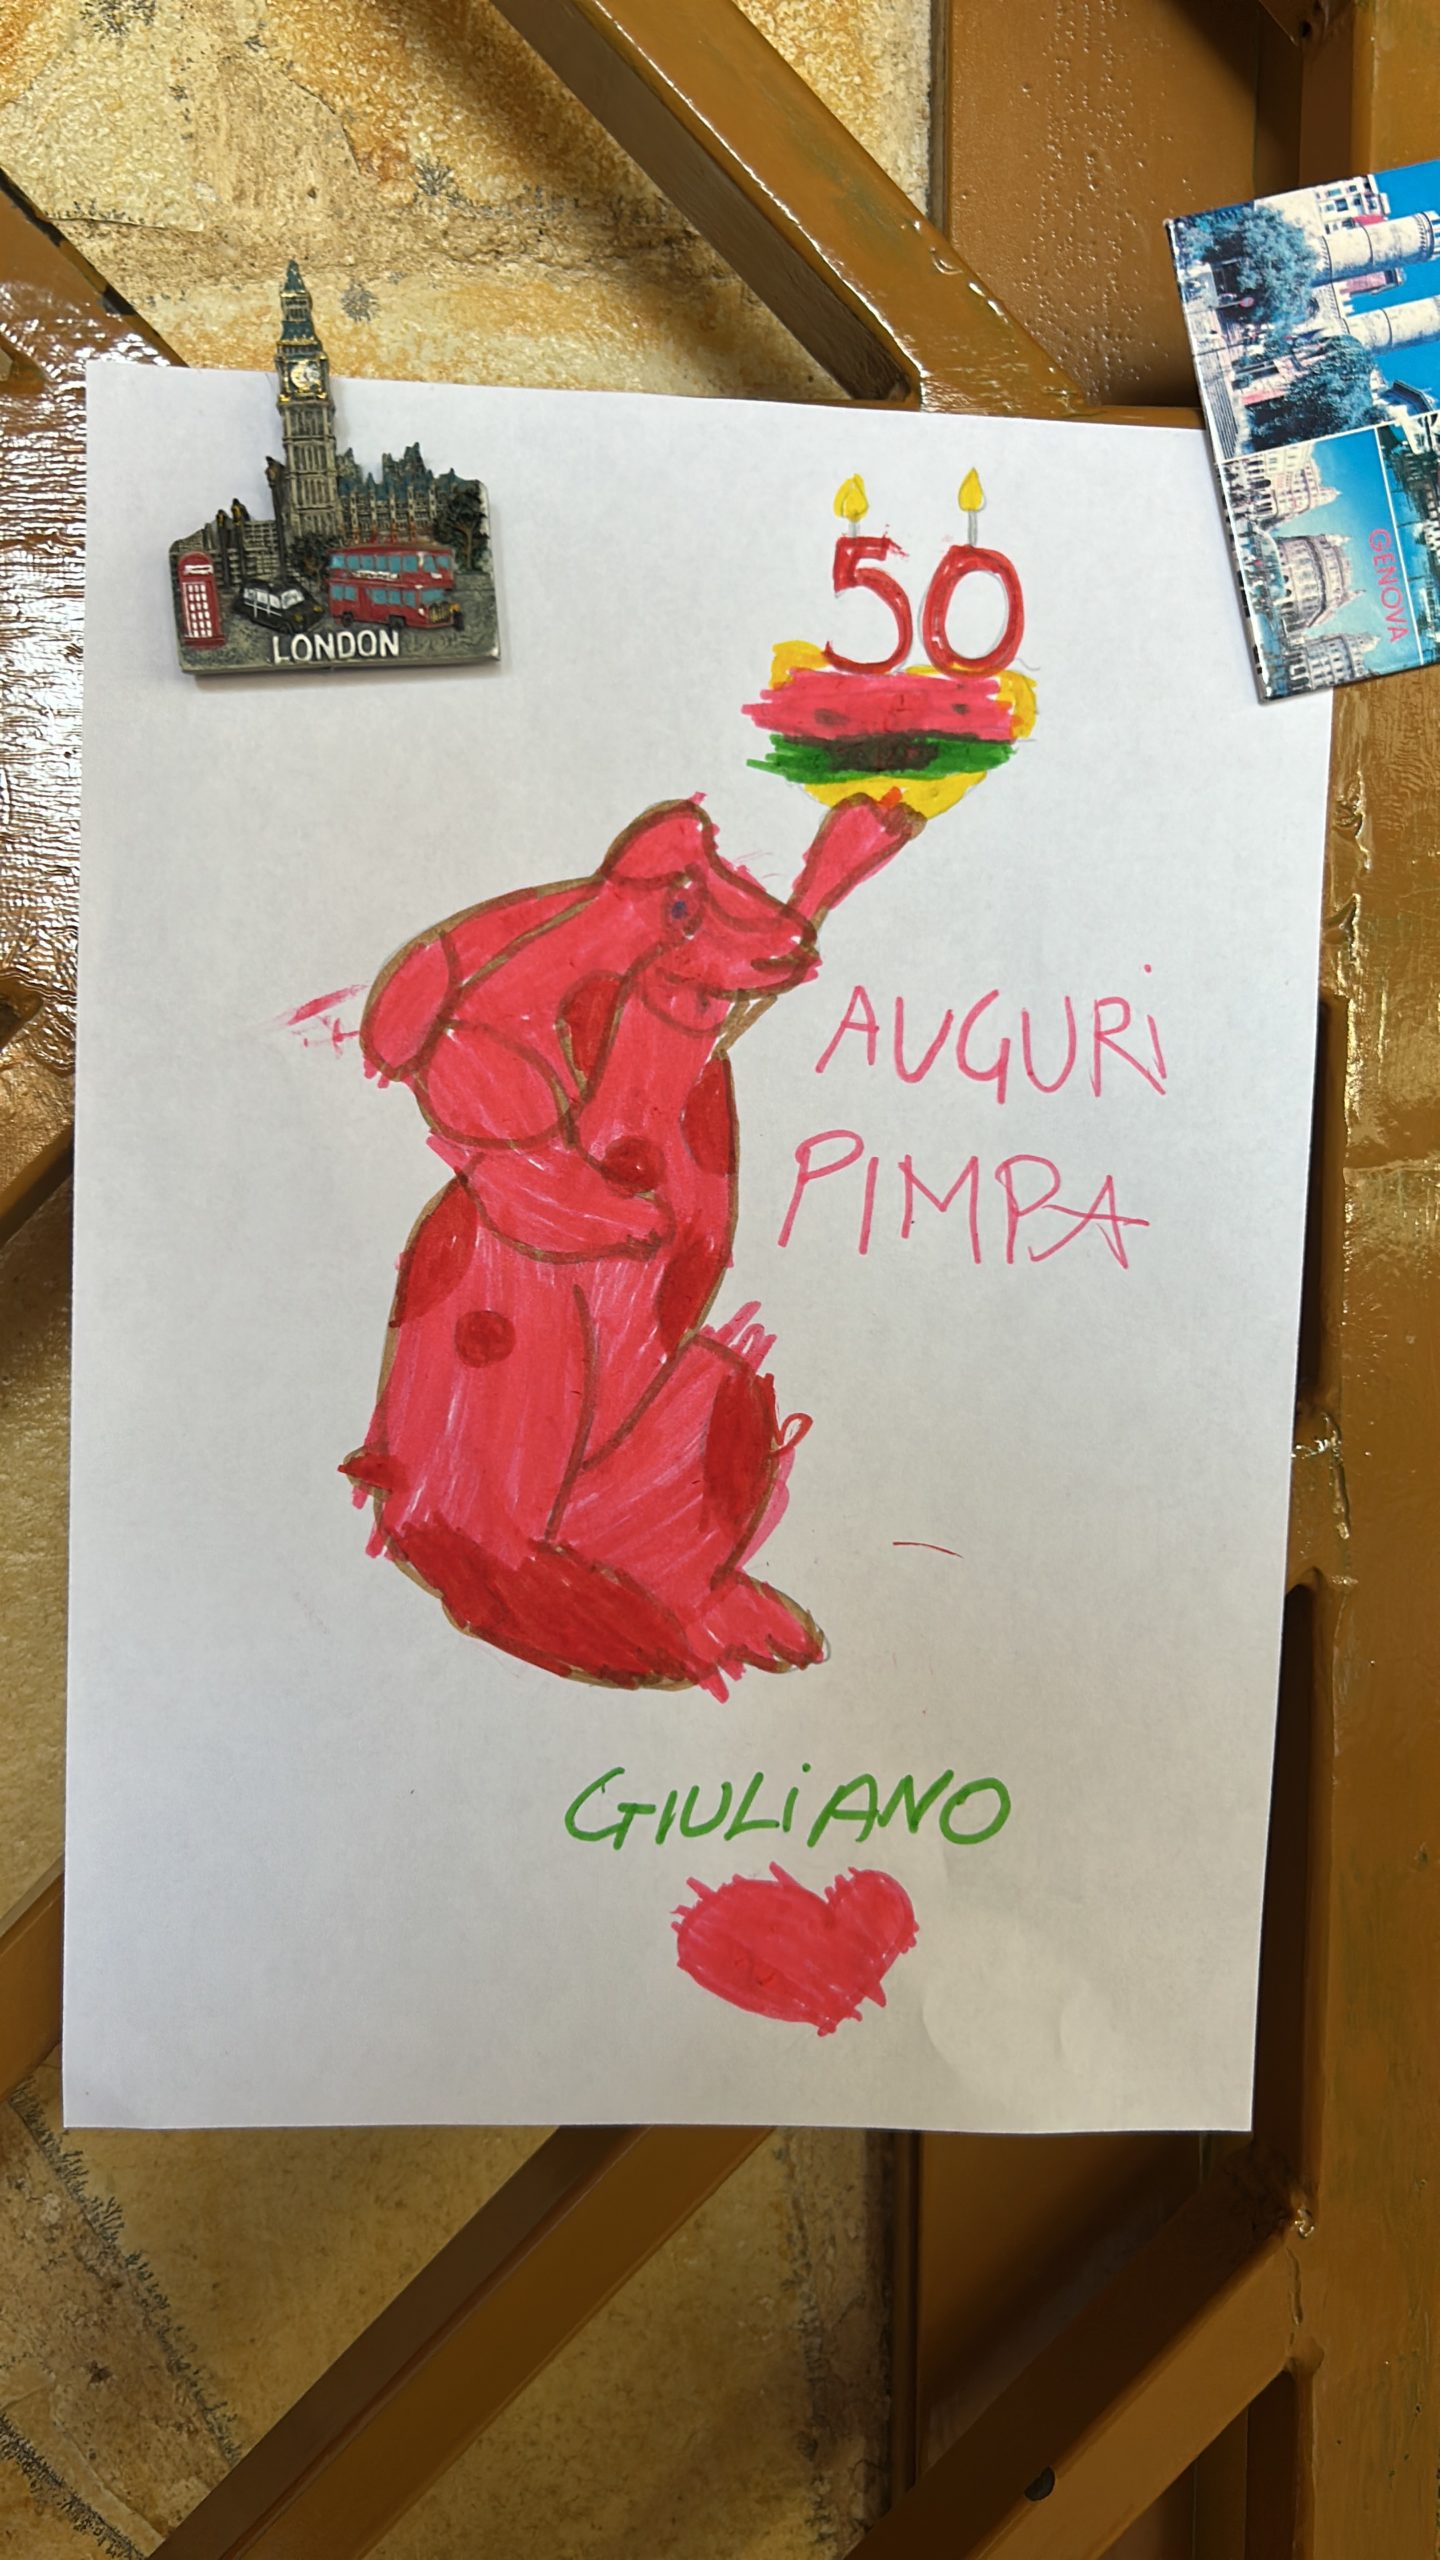 LONDON
50
GENOVA
AUGURi
PIMPA
GIULiANO